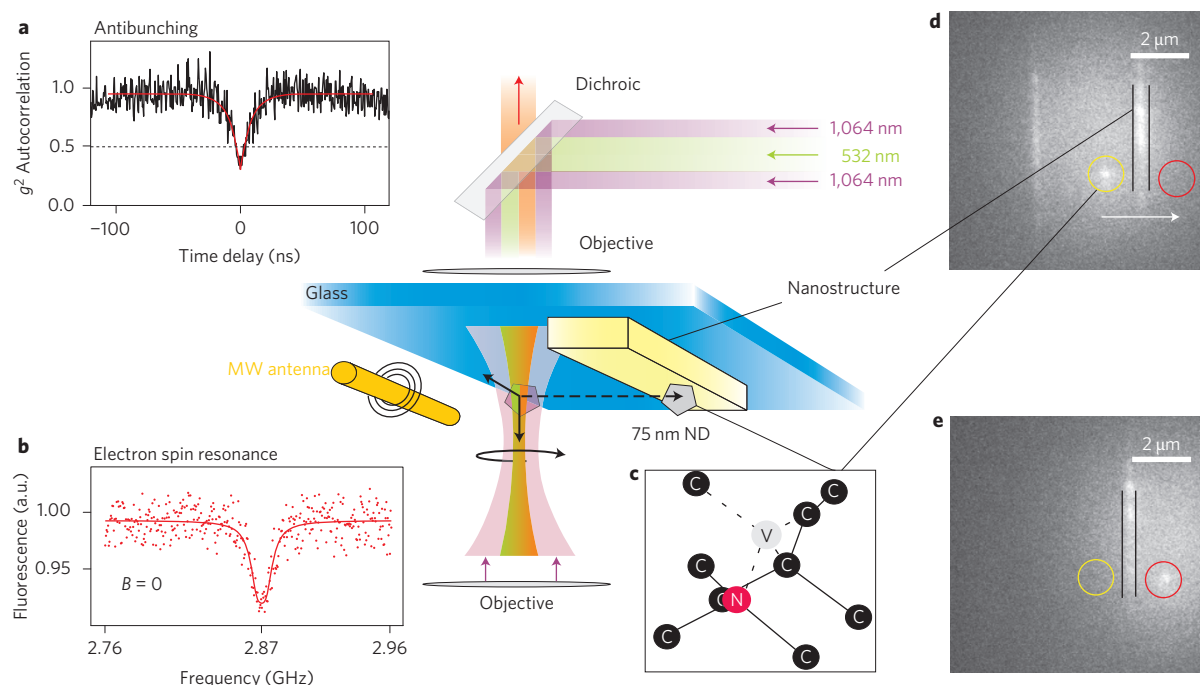 a
Antibunching
1.0
0.5
0.0
g² Autocorrelation
−100
0
100
Time delay (ns)
Dichroic
1,064 nm
532 nm
1,064 nm
Objective
Glass
Nanostructure
MW antenna
75 nm ND
Objective
b
Electron spin resonance
1.00
0.95
Fluorescence (a.u.)
B = 0
2.76
2.87
2.96
Frequency (GHz)
c
C
C
C
V
C
C
C
N
C
C
C
d
2 μm
e
2 μm